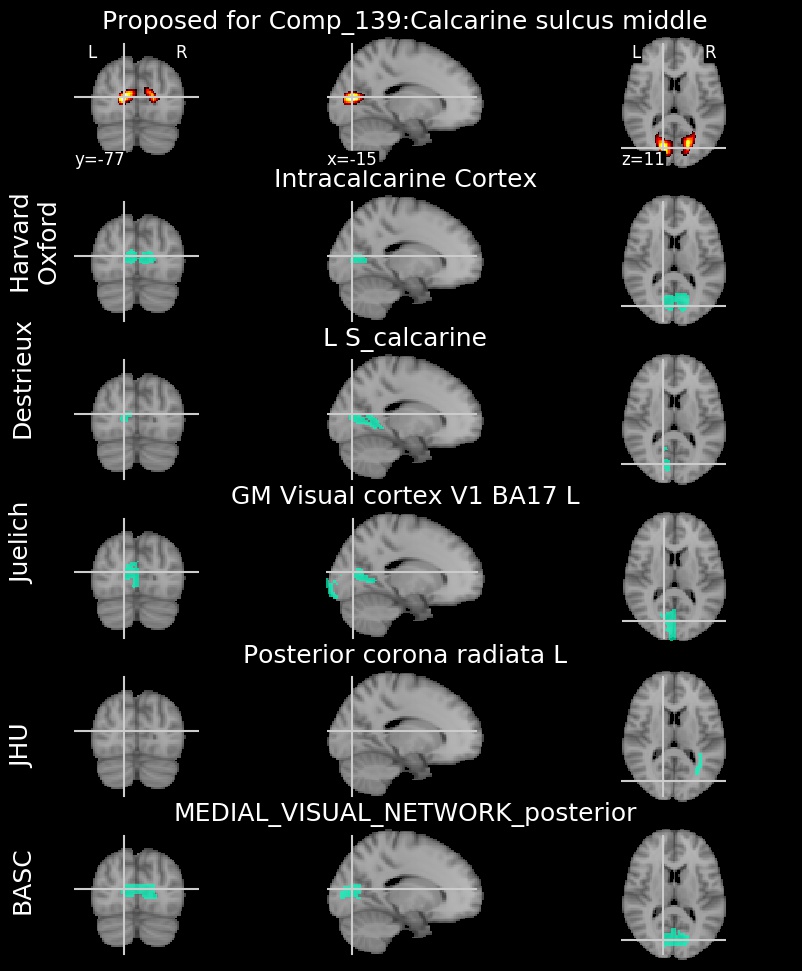 Proposed for Comp_139:Calcarine sulcus middle
L R
L R
y=-77
x=-15
z=11
Intracalcarine Cortex
Harvard
Oxford
L S_calcarine
Destrieux
GM Visual cortex V1 BA17 L
Juelich
Posterior corona radiata L
JHU
MEDIAL_VISUAL_NETWORK_posterior
BASC